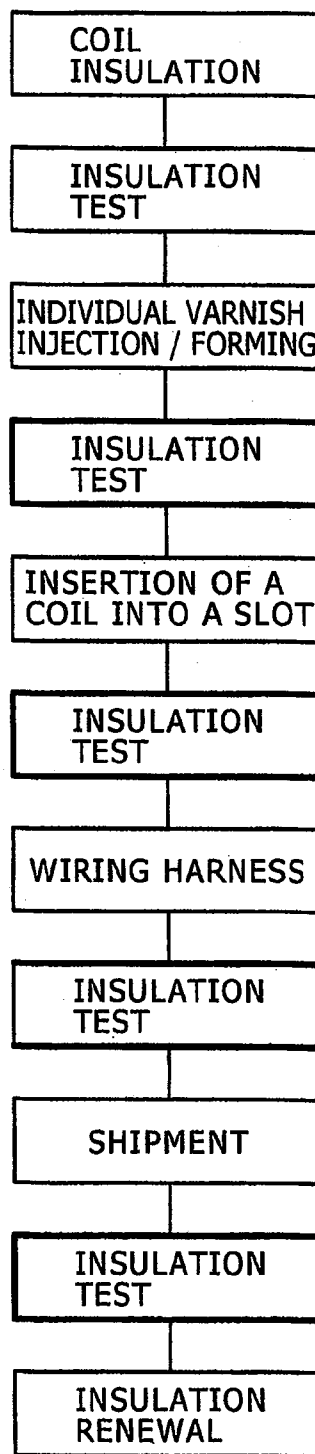 COIL
INSULATION
INSULATION
TEST
INDIVIDUAL VARNISH
INJECTION / FORMING
INSULATION
TEST
INSERTION OF A
COIL INTO A SLOT
INSULATION
TEST
WIRING HARNESS
INSULATION
TEST
SHIPMENT
INSULATION
TEST
INSULATION
RENEWAL